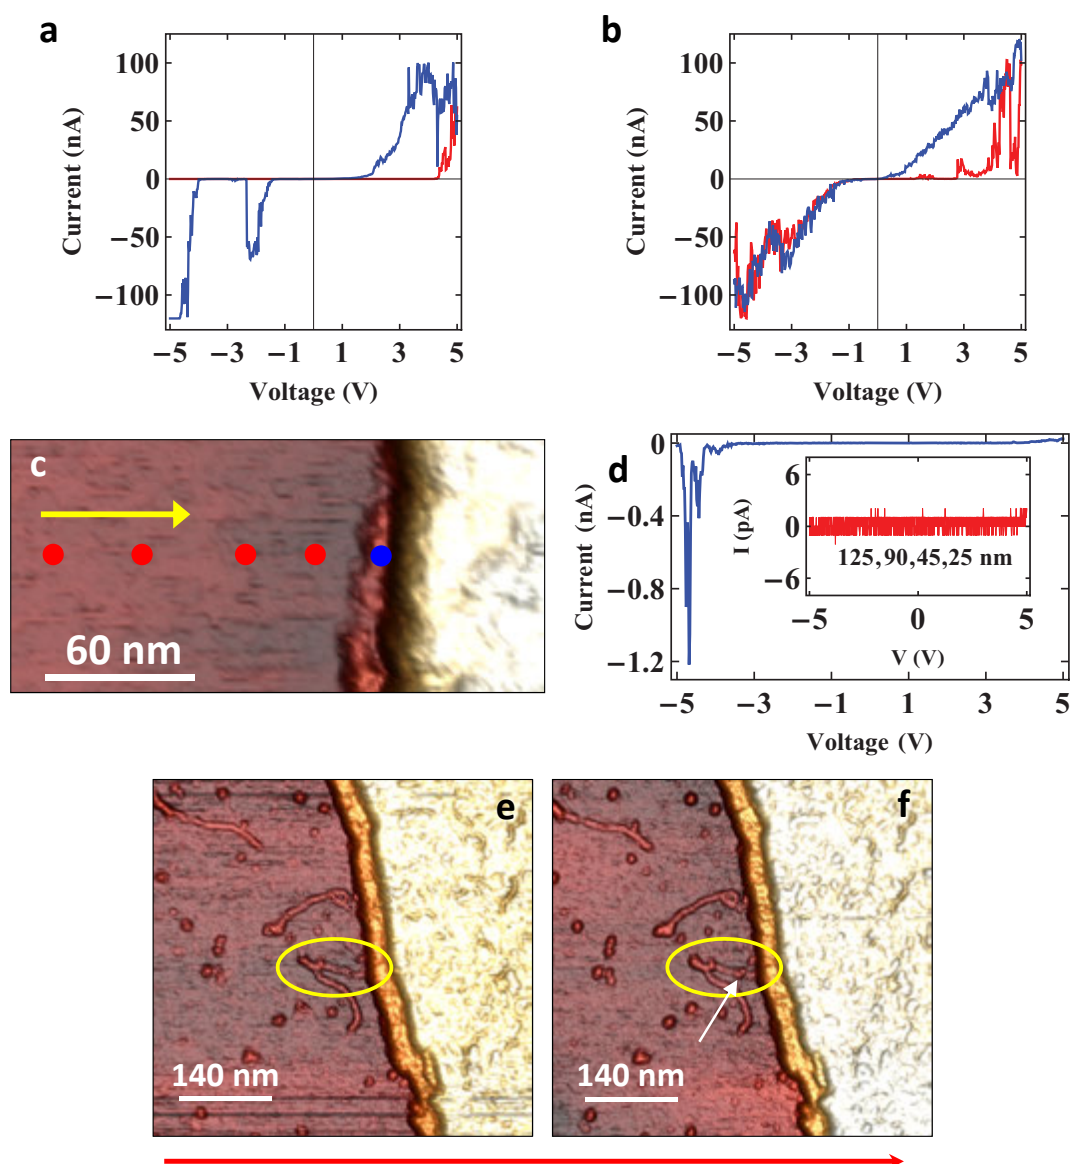 a
100
50
0
−50
−100
Current (nA)
−5 −3 −1 1 3 5
Voltage (V)
b
100
50
0
−50
−100
Current (nA)
−5 −3 −1 1 3 5
Voltage (V)
c
60 nm
d
0
−0.4
−0.8
−1.2
Current (nA)
−5 −3 −1 1 3 5
Voltage (V)
6
0
−6
I (pA)
125,90,45,25 nm
−5 0 5
V (V)
e
140 nm
f
140 nm